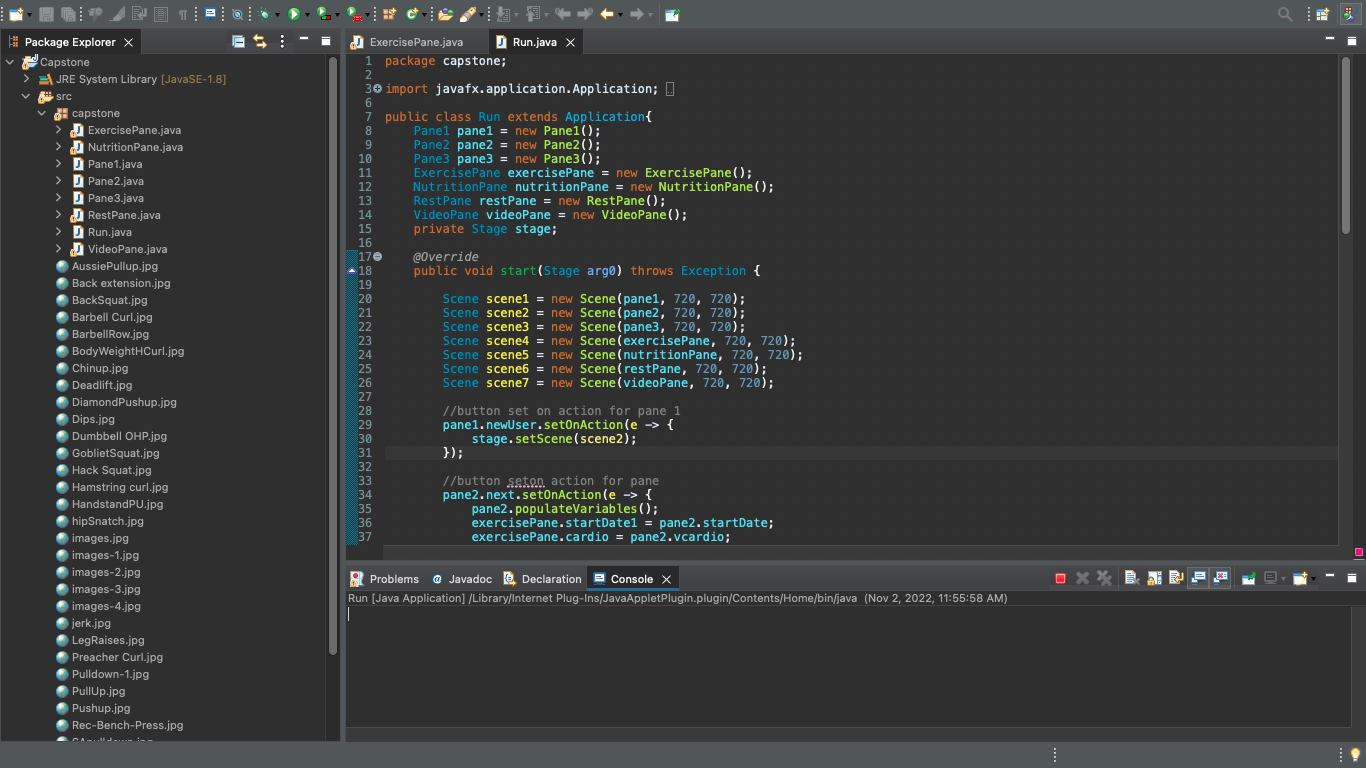 Package Explorer
Capstone
JRE System Library [JavaSE-1.8]
src
capstone
ExercisePane.java
NutritionPane.java
Pane1.java
Pane2.java
Pane3.java
RestPane.java
Run.java
VideoPane.java
AussiePullup.jpg
Back extension.jpg
BackSquat.jpg
Barbell Curl.jpg
BarbellRow.jpg
BodyWeightHCurl.jpg
Chinup.jpg
Deadlift.jpg
DiamondPushup.jpg
Dips.jpg
Dumbbell OHP.jpg
GoblietSquat.jpg
Hack Squat.jpg
Hamstring curl.jpg
HandstandPU.jpg
hipSnatch.jpg
images.jpg
images-1.jpg
images-2.jpg
images-3.jpg
images-4.jpg
jerk.jpg
LegRaises.jpg
Preacher Curl.jpg
Pulldown-1.jpg
PullUp.jpg
Pushup.jpg
Rec-Bench-Press.jpg
ExercisePane.java Run.java
1 package capstone;
2
3 import javafx.application.Application;
6
7 public class Run extends Application{
8 Pane1 pane1 = new Pane1();
9 Pane2 pane2 = new Pane2();
10 Pane3 pane3 = new Pane3();
11 ExercisePane exercisePane = new ExercisePane();
12 NutritionPane nutritionPane = new NutritionPane();
13 RestPane restPane = new RestPane();
14 VideoPane videoPane = new VideoPane();
15 private Stage stage;
16
17 @Override
18 public void start(Stage arg0) throws Exception {
19
20 Scene scene1 = new Scene(pane1, 720, 720);
21 Scene scene2 = new Scene(pane2, 720, 720);
22 Scene scene3 = new Scene(pane3, 720, 720);
23 Scene scene4 = new Scene(exercisePane, 720, 720);
24 Scene scene5 = new Scene(nutritionPane, 720, 720);
25 Scene scene6 = new Scene(restPane, 720, 720);
26 Scene scene7 = new Scene(videoPane, 720, 720);
27
28 //button set on action for pane 1
29 pane1.newUser.setOnAction(e -> {
30 stage.setScene(scene2);
31 });
32
33 //button seton action for pane
34 pane2.next.setOnAction(e -> {
35 pane2.populateVariables();
36 exercisePane.startDate1 = pane2.startDate;
37 exercisePane.cardio = pane2.vcardio;
Problems Javadoc Declaration Console
Run [Java Application] /Library/Internet Plug-Ins/JavaAppletPlugin.plugin/Contents/Home/bin/java (Nov 2, 2022, 11:55:58 AM)